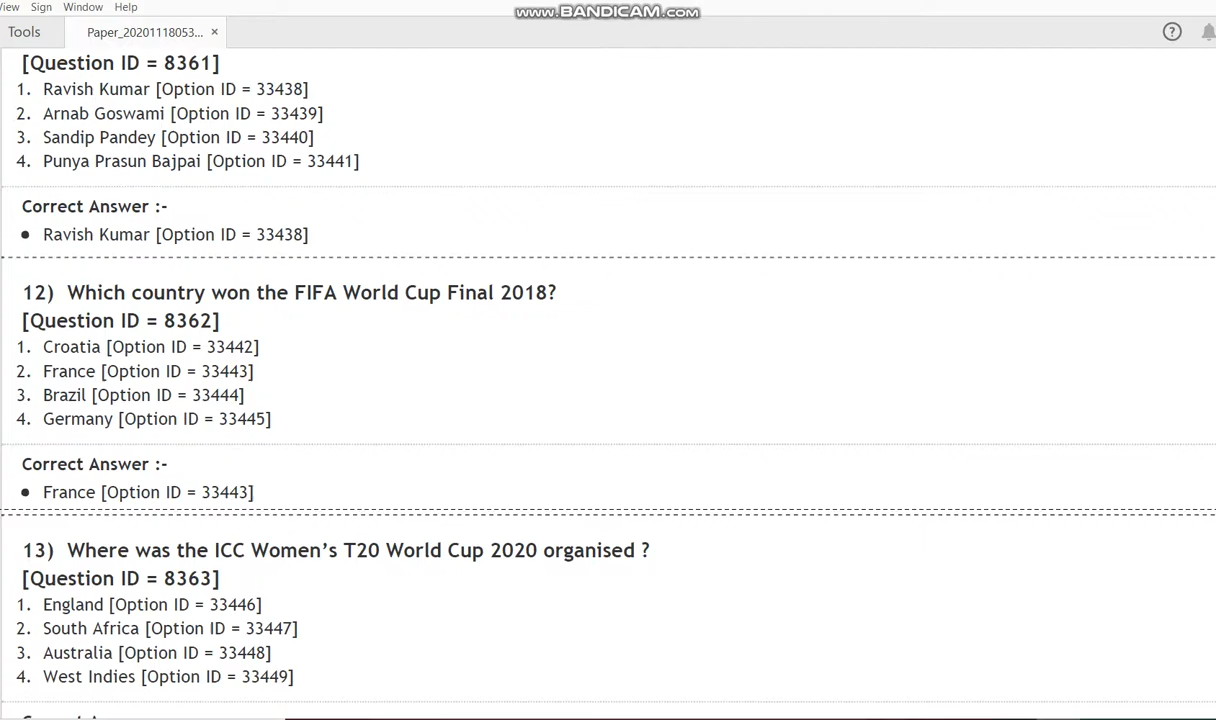 View Sign Window Help
www.BANDICAM.com
Tools Paper_20201118053... ×
[Question ID = 8361]
1. Ravish Kumar [Option ID = 33438]
2. Arnab Goswami [Option ID = 33439]
3. Sandip Pandey [Option ID = 33440]
4. Punya Prasun Bajpai [Option ID = 33441]
Correct Answer :-
• Ravish Kumar [Option ID = 33438]
12) Which country won the FIFA World Cup Final 2018?
[Question ID = 8362]
1. Croatia [Option ID = 33442]
2. France [Option ID = 33443]
3. Brazil [Option ID = 33444]
4. Germany [Option ID = 33445]
Correct Answer :-
• France [Option ID = 33443]
13) Where was the ICC Women’s T20 World Cup 2020 organised ?
[Question ID = 8363]
1. England [Option ID = 33446]
2. South Africa [Option ID = 33447]
3. Australia [Option ID = 33448]
4. West Indies [Option ID = 33449]